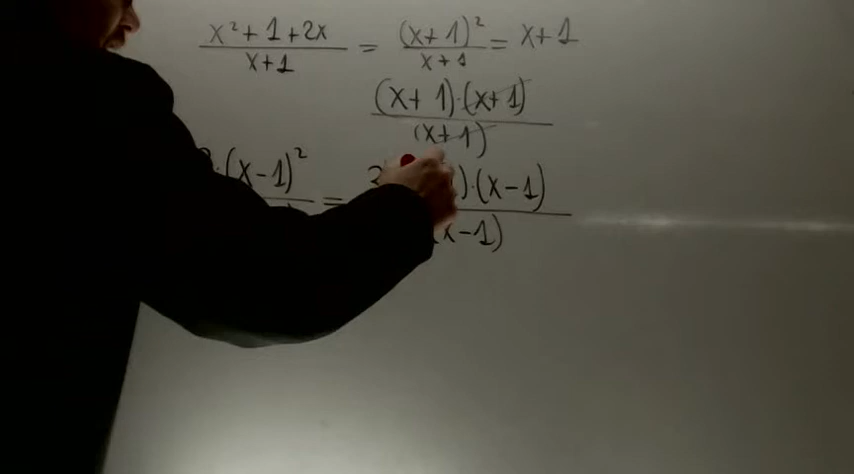 x² + 1 + 2x / x+1 = (x+1)² / x+1 = x+1
(x+1)·(x+1) / (x+1)
·(x-1)² = )·(x-1) / (x-1)